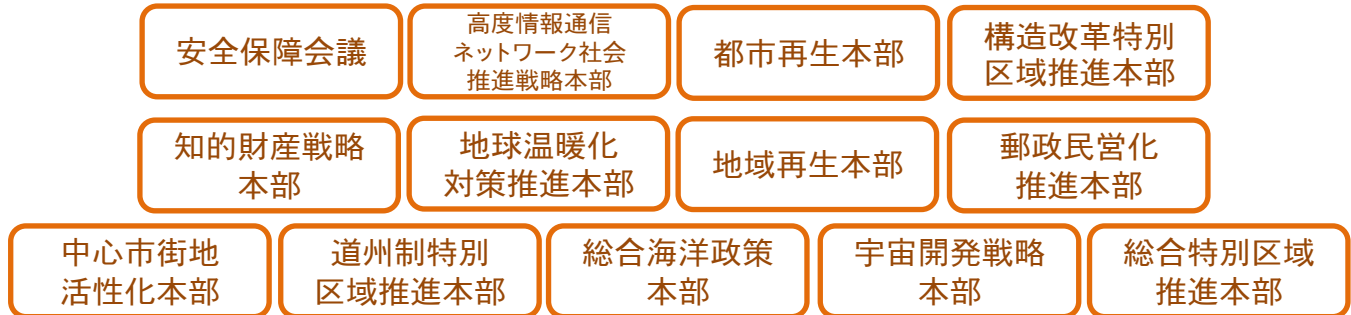 安全保障会議
高度情報通信
ネットワーク社会
推進戦略本部
都市再生本部
構造改革特別
区域推進本部
知的財産戦略
本部
地球温暖化
対策推進本部
地域再生本部
郵政民営化
推進本部
中心市街地
活性化本部
道州制特別
区域推進本部
総合海洋政策
本部
宇宙開発戦略
本部
総合特別区域
推進本部